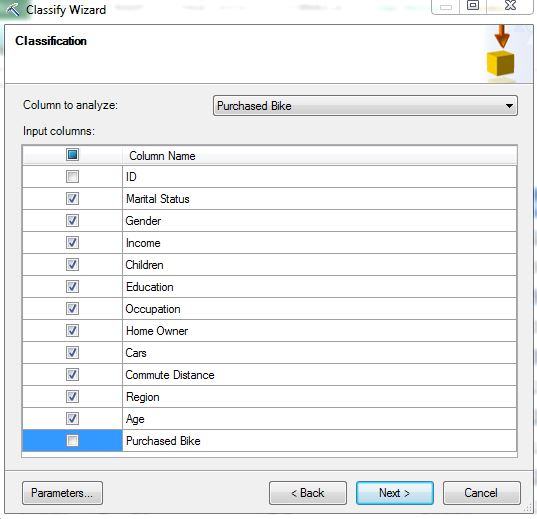 Classify Wizard
Classification
Column to analyze: Purchased Bike
Input columns:
Column Name
ID
Marital Status
Gender
Income
Children
Education
Occupation
Home Owner
Cars
Commute Distance
Region
Age
Purchased Bike
Parameters... < Back Next > Cancel